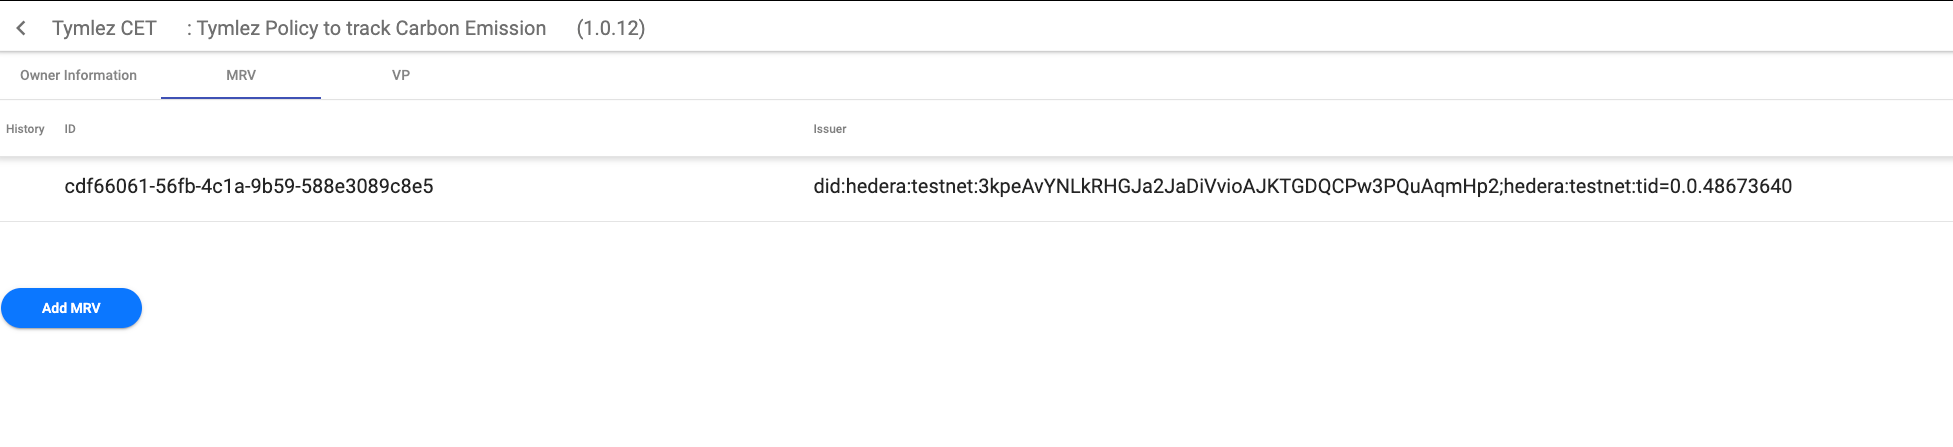 Tymlez CET : Tymlez Policy to track Carbon Emission (1.0.12)
Owner Information MRV VP
History ID Issuer
cdf66061-56fb-4c1a-9b59-588e3089c8e5 did:hedera:testnet:3kpeAvYNLkRHGJa2JaDiVvioAJKTGDQCPw3PQuAqmHp2;hedera:testnet:tid=0.0.48673640
Add MRV